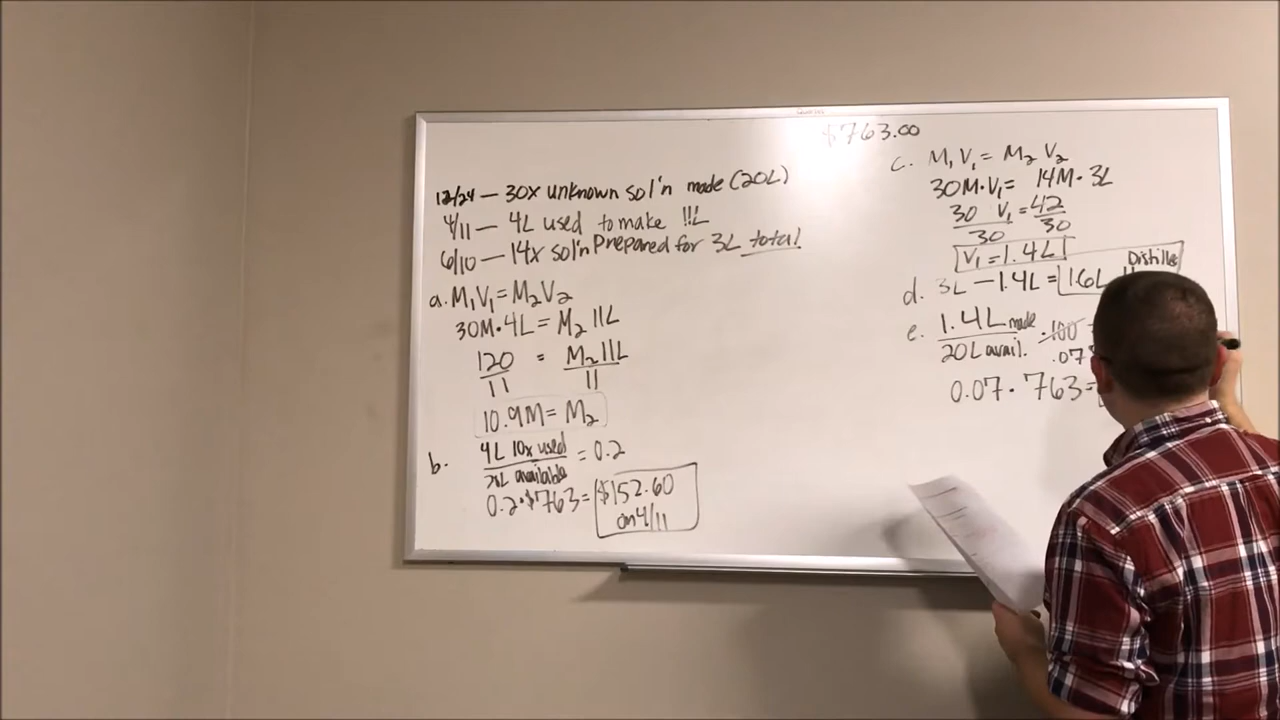 $763.00
12/24 — 30x unknown sol'n made (20L)
4/11 — 4L used to make 11L
6/10 — 14x sol'n Prepared for 3L total
a. M₁V₁ = M₂V₂
30M·4L = M₂ 11L
120 = M₂ 11L
11 11
10.9M = M₂
b. 4L 10x used = 0.2
available
0.2·$763 = $152.60
on 4/11
c. M₁V₁ = M₂ V₂
30M·V₁ = 14M·3L
30 V₁ = 42
30 30
V₁ = 1.4L
d. 3L — 1.4L = 1.6L
e. 1.4L made ·100
20L avail. .07
0.07·763 =